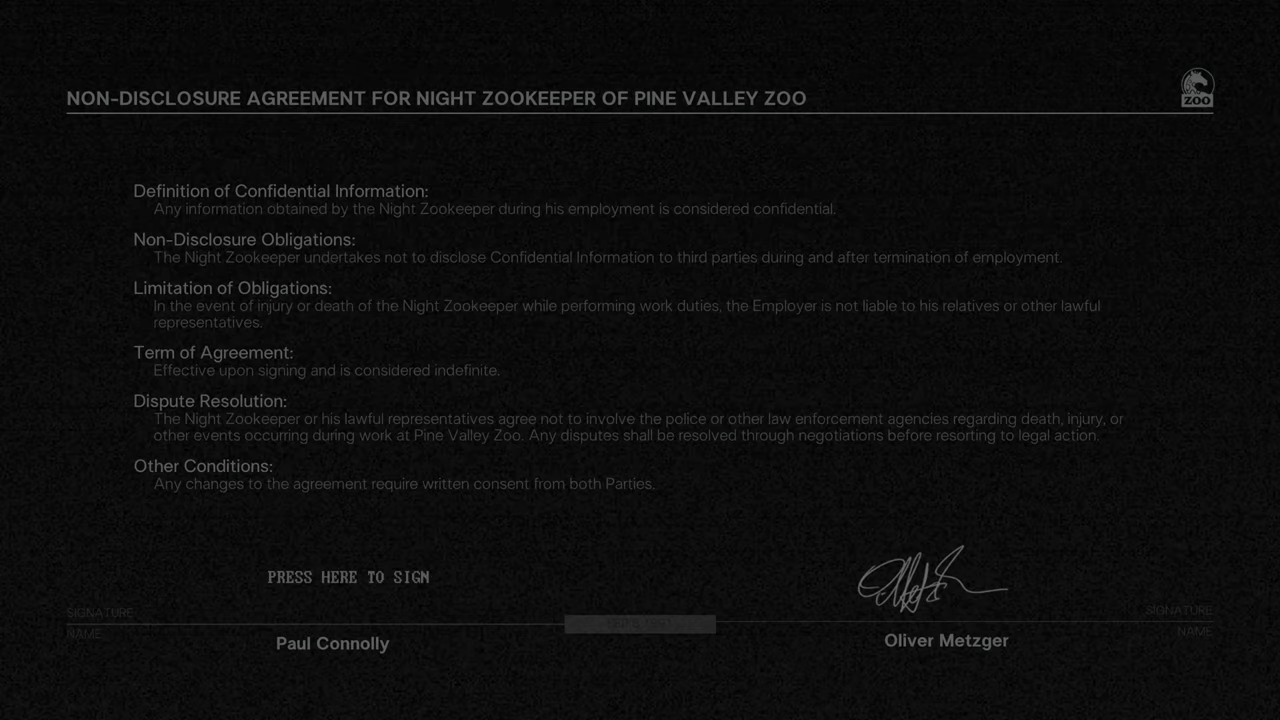 NON-DISCLOSURE AGREEMENT FOR NIGHT ZOOKEEPER OF PINE VALLEY ZOO
ZOO
Definition of Confidential Information:
Any information obtained by the Night Zookeeper during his employment is considered confidential.
Non-Disclosure Obligations:
The Night Zookeeper undertakes not to disclose Confidential Information to third parties during and after termination of employment.
Limitation of Obligations:
In the event of injury or death of the Night Zookeeper while performing work duties, the Employer is not liable to his relatives or other lawful
representatives.
Term of Agreement:
Effective upon signing and is considered indefinite.
Dispute Resolution:
The Night Zookeeper or his lawful representatives agree not to involve the police or other law enforcement agencies regarding death, injury, or
other events occurring during work at Pine Valley Zoo. Any disputes shall be resolved through negotiations before resorting to legal action.
Other Conditions:
Any changes to the agreement require written consent from both Parties.
PRESS HERE TO SIGN
SIGNATURE
SIGNATURE
NAME
NAME
Paul Connolly
Oliver Metzger